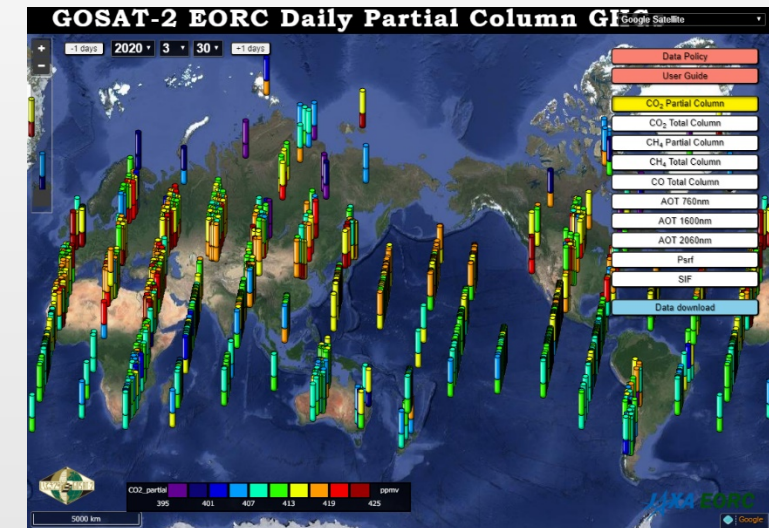 GOSAT-2 EORC Daily Partial Column GHG
Google Satellite
+
−
-1 days 2020 3 30 +1 days
Data Policy
User Guide
CO₂ Partial Column
CO₂ Total Column
CH₄ Partial Column
CH₄ Total Column
CO Total Column
AOT 760nm
AOT 1600nm
AOT 2060nm
Psrf
SIF
Data download
CO2_partial ppmv
395 401 407 413 419 425
5000 km
JAXA EORC
Google